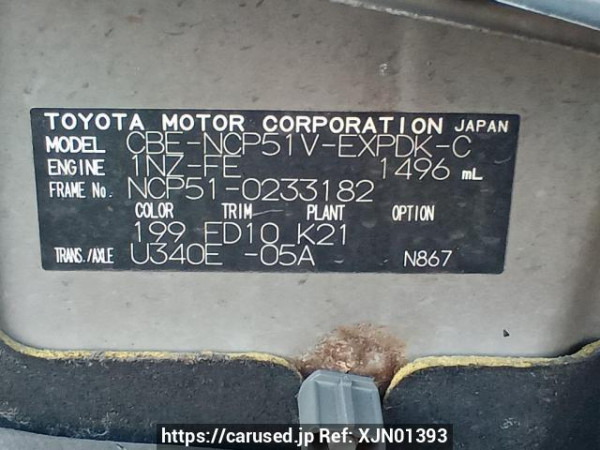 TOYOTA MOTOR CORPORATION JAPAN
MODEL CBE-NCP51V-EXPDK-C
ENGINE 1NZ-FE 1496 mL
FRAME No. NCP51-0233182
COLOR TRIM PLANT OPTION
199 FD10 K21
TRANS./AXLE U340E -05A N867
https://carused.jp Ref: XJN01393